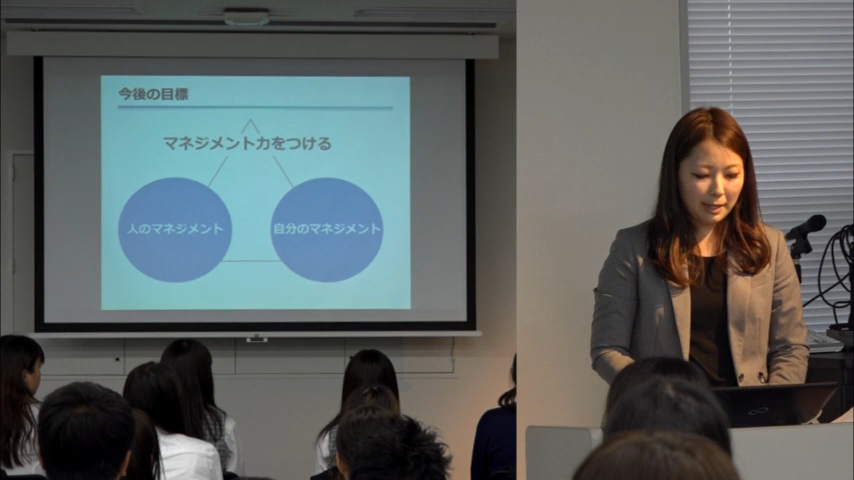 今後の目標
マネジメント力をつける
人のマネジメント
自分のマネジメント